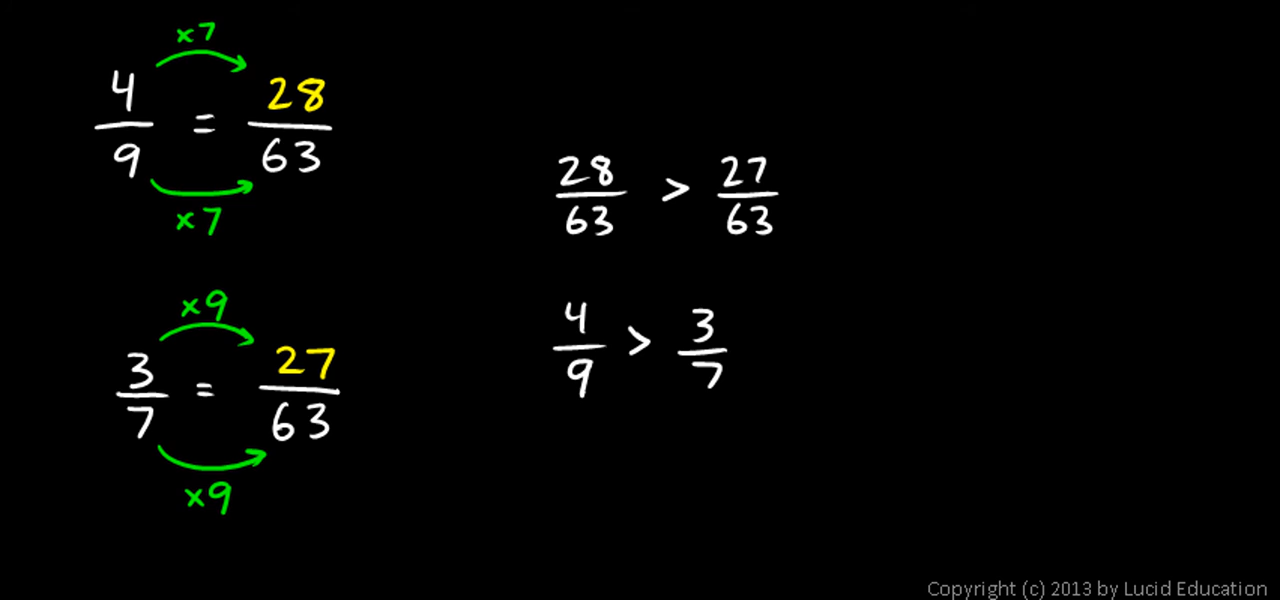 ×7
4/9 = 28/63
×7
×9
3/7 = 27/63
×9
28/63 > 27/63
4/9 > 3/7
Copyright (c) 2013 by Lucid Education